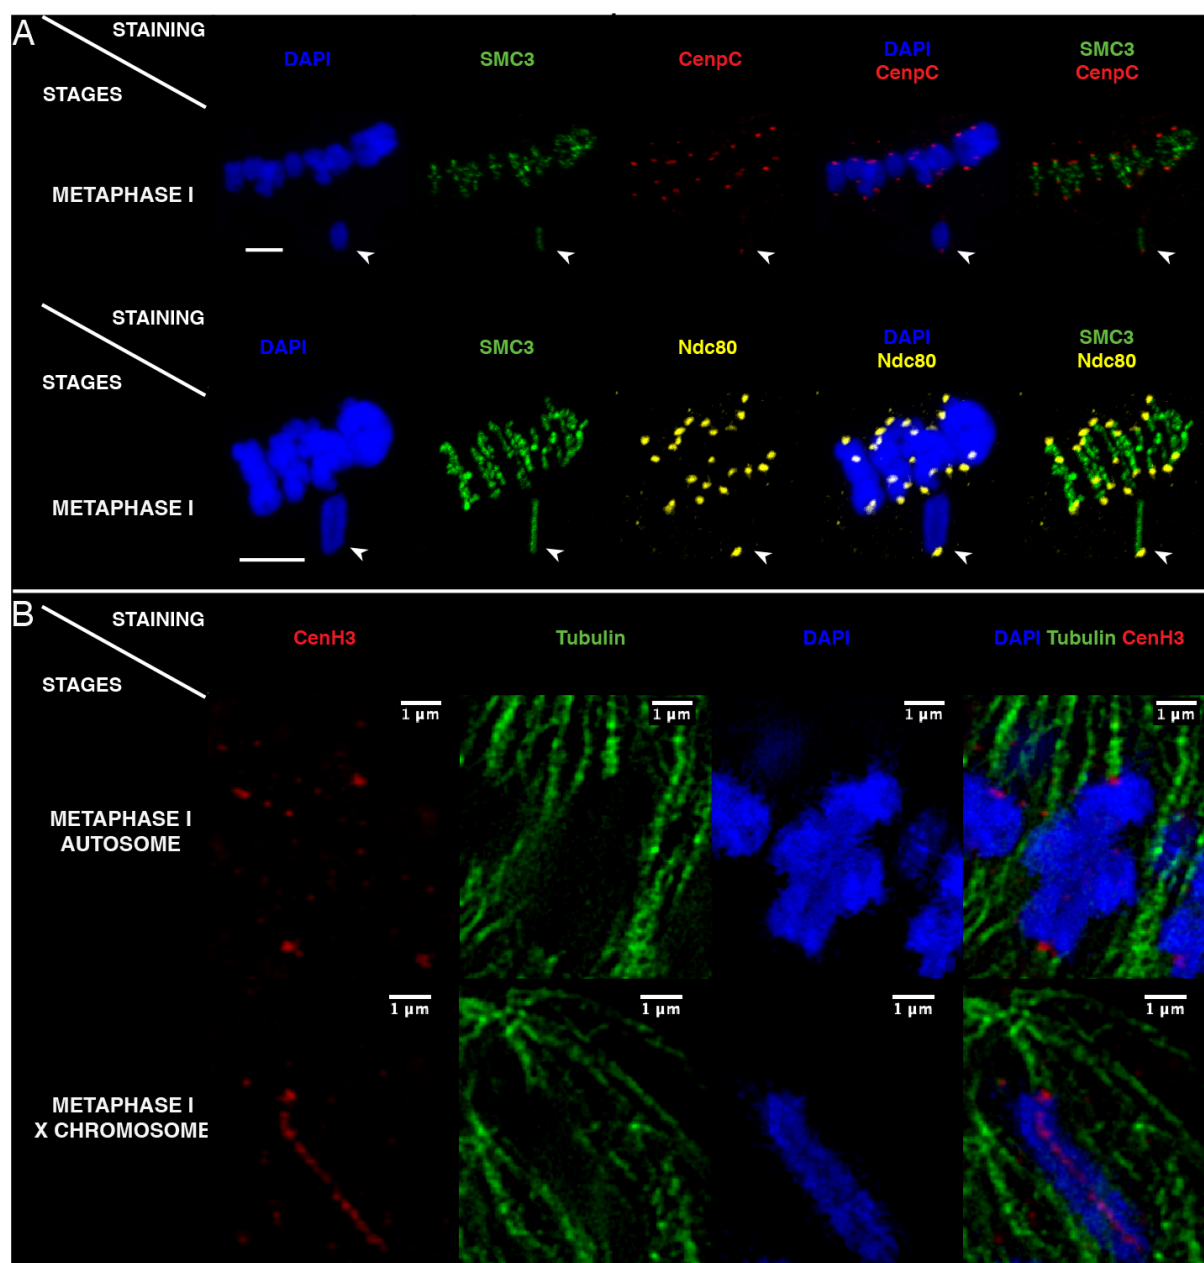 A
STAINING
STAGES
DAPI
SMC3
CenpC
DAPI
CenpC
SMC3
CenpC
METAPHASE I
STAINING
STAGES
DAPI
SMC3
Ndc80
DAPI
Ndc80
SMC3
Ndc80
METAPHASE I
B
STAINING
STAGES
CenH3
Tubulin
DAPI
DAPI Tubulin CenH3
1 μm
1 μm
1 μm
1 μm
METAPHASE I
AUTOSOME
1 μm
1 μm
1 μm
1 μm
METAPHASE I
X CHROMOSOME